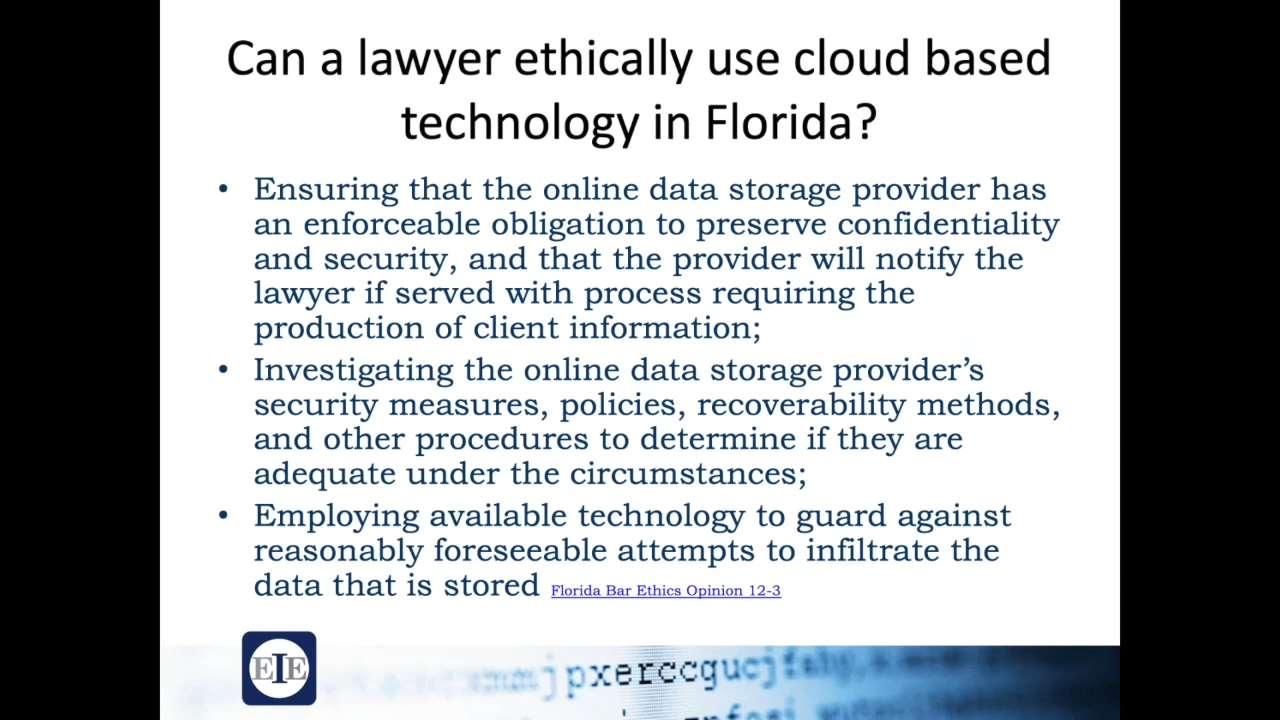 Can a lawyer ethically use cloud based
technology in Florida?
• Ensuring that the online data storage provider has
an enforceable obligation to preserve confidentiality
and security, and that the provider will notify the
lawyer if served with process requiring the
production of client information;
• Investigating the online data storage provider’s
security measures, policies, recoverability methods,
and other procedures to determine if they are
adequate under the circumstances;
• Employing available technology to guard against
reasonably foreseeable attempts to infiltrate the
data that is stored Florida Bar Ethics Opinion 12-3
EIE
jpxerccgucjfahy